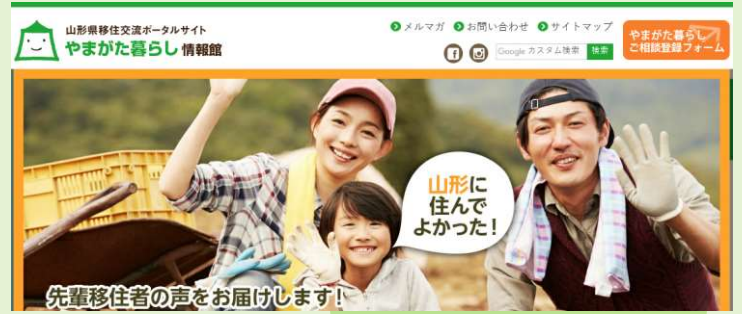 山形県移住交流ポータルサイト
やまがた暮らし 情報館
メルマガ お問い合わせ サイトマップ
Google カスタム検索 検索
やまがた暮らし
ご相談登録フォーム
山形に
住んで
よかった!
先輩移住者の声をお届けします!